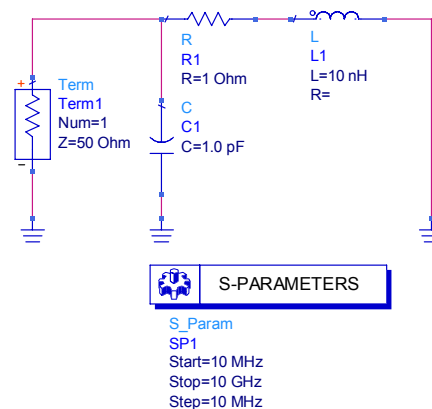 R
R1
R=1 Ohm
L
L1
L=10 nH
R=
+
Term
Term1
Num=1
Z=50 Ohm
-
C
C1
C=1.0 pF
S-PARAMETERS
S_Param
SP1
Start=10 MHz
Stop=10 GHz
Step=10 MHz